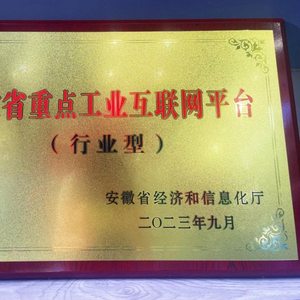 省重点工业互联网平台
（行业型）
安徽省经济和信息化厅
二〇二三年九月